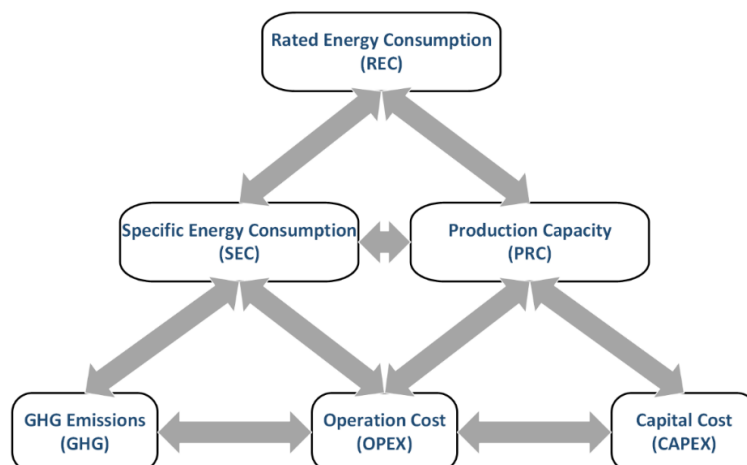 Rated Energy Consumption
(REC)
Specific Energy Consumption
(SEC)
Production Capacity
(PRC)
GHG Emissions
(GHG)
Operation Cost
(OPEX)
Capital Cost
(CAPEX)